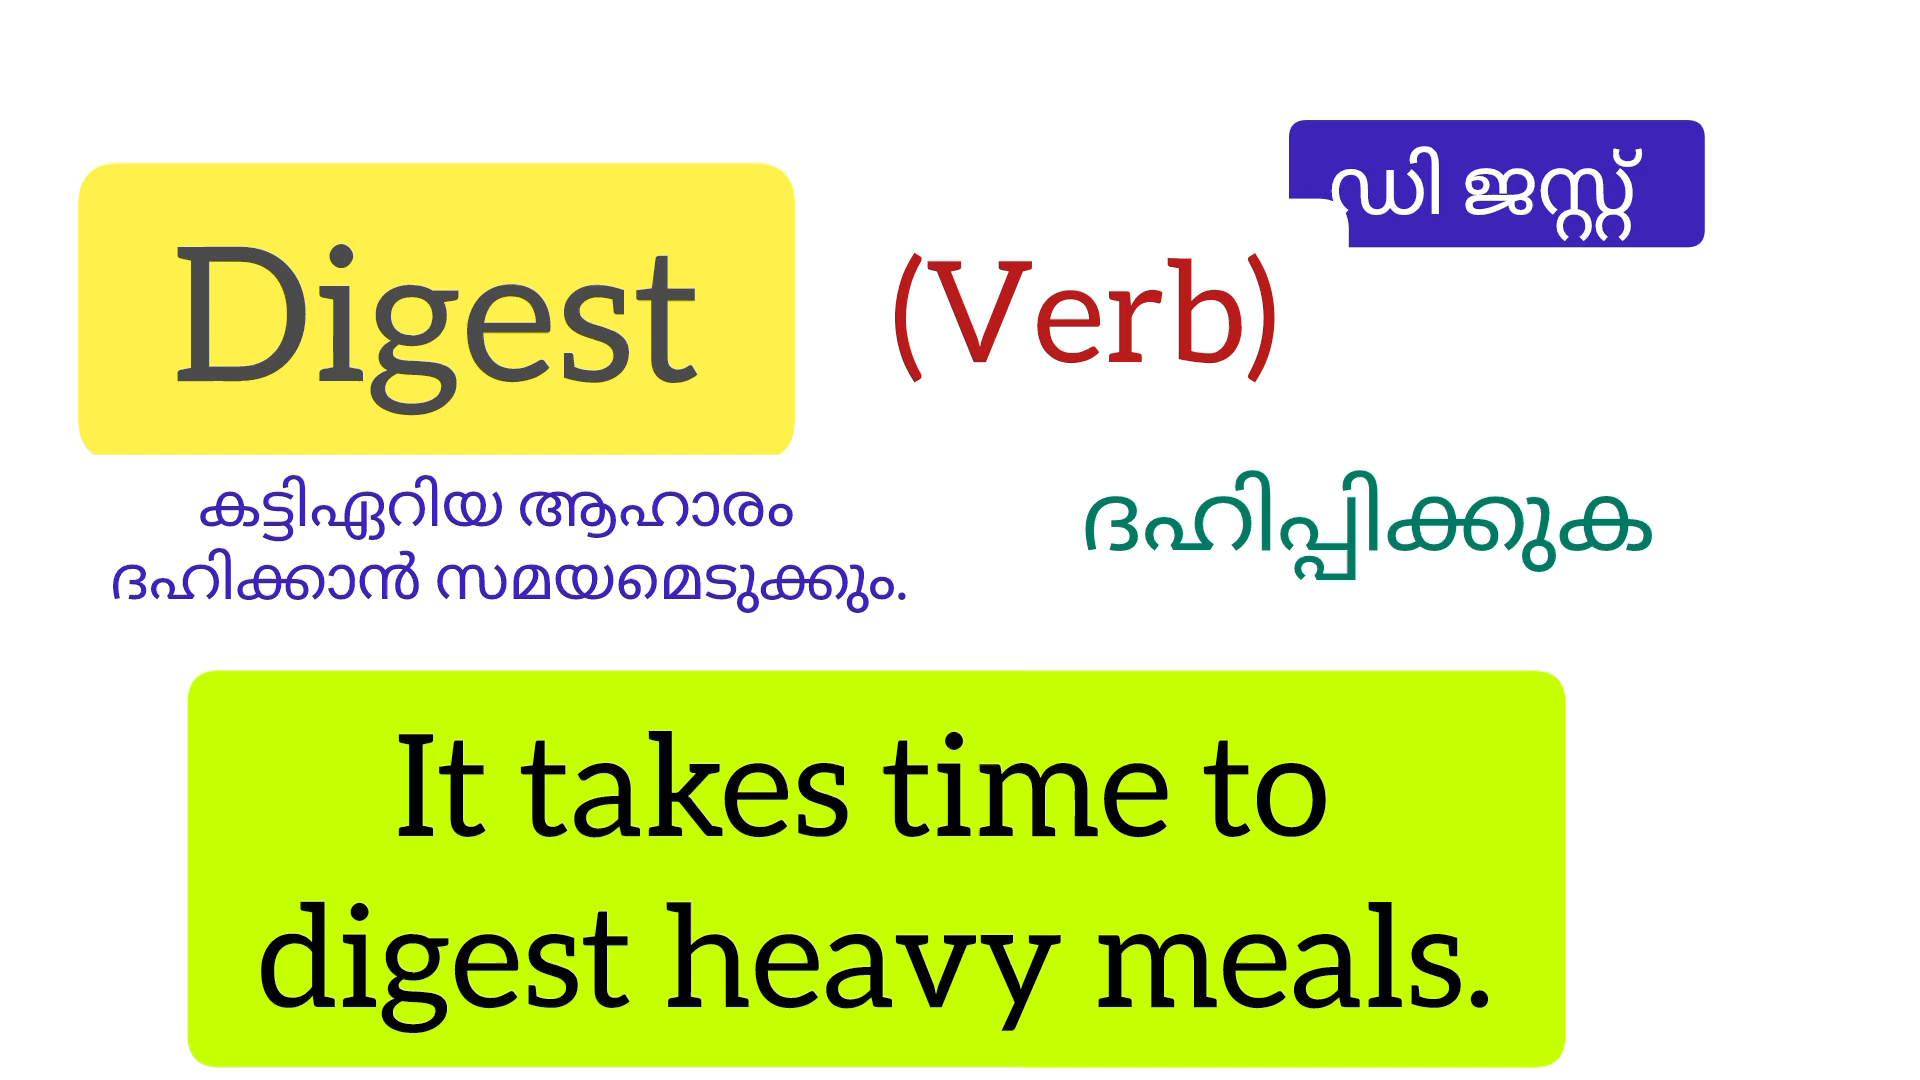 ഡി ജസ്റ്റ്
Digest
(Verb)
കട്ടിഏറിയ ആഹാരം
ദഹിക്കാൻ സമയമെടുക്കും.
ദഹിപ്പിക്കുക
It takes time to
digest heavy meals.